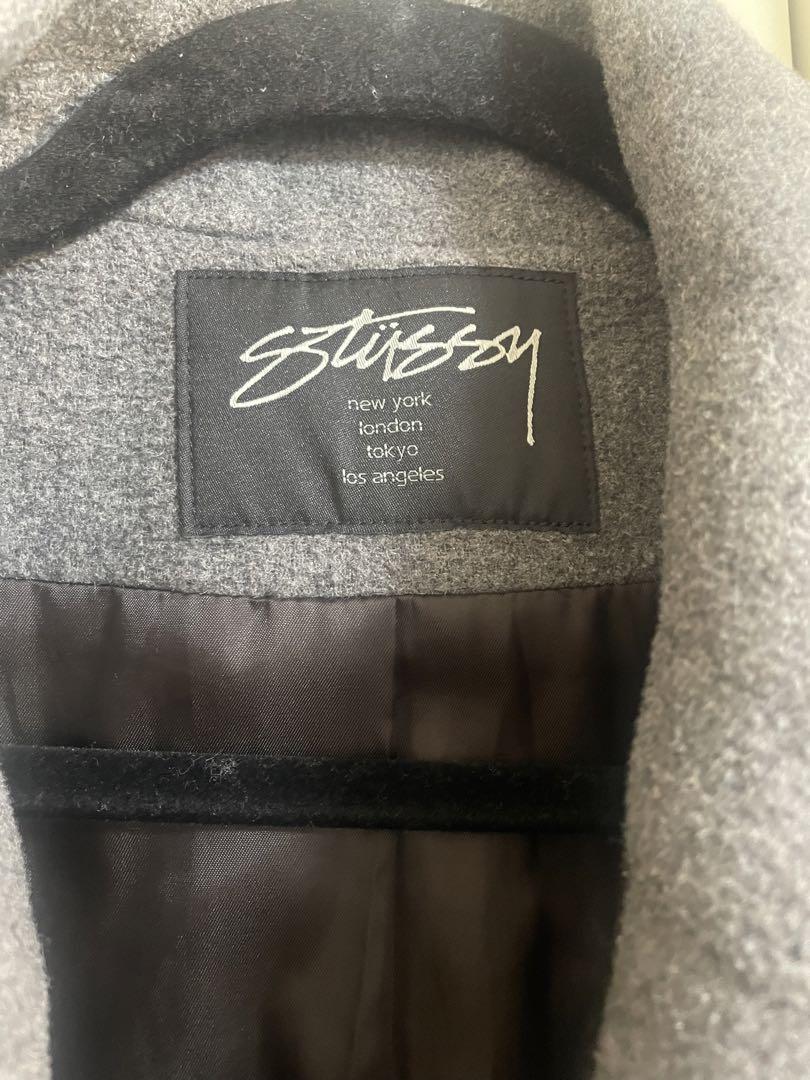 stüssy
new york
london
tokyo
los angeles